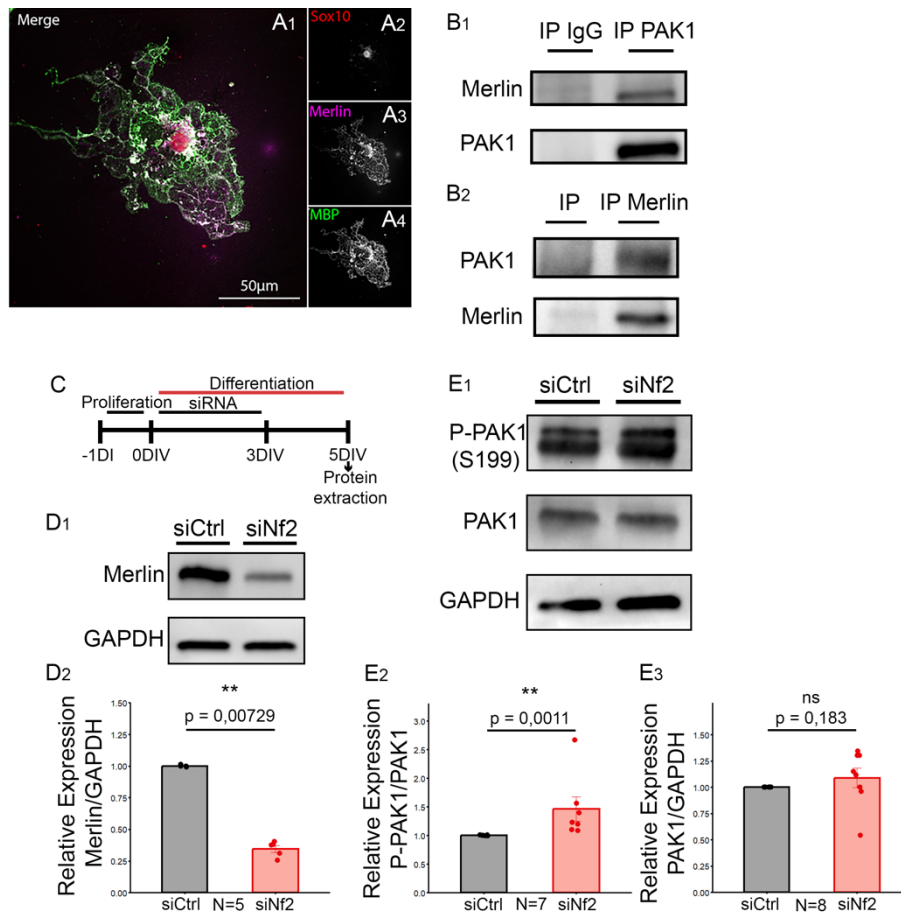 Merge
A1
Sox10
A2
Merlin
A3
MBP
A4
50µm
B1
IP IgG IP PAK1
Merlin
PAK1
B2
IP IP Merlin
PAK1
Merlin
C
Differentiation
Proliferation siRNA
-1DI 0DIV 3DIV 5DIV
Protein
extraction
D1
siCtrl siNf2
Merlin
GAPDH
E1
siCtrl siNf2
P-PAK1
(S199)
PAK1
GAPDH
D2
**
p = 0,00729
Relative Expression
Merlin/GAPDH
1.50
1.25
1.00
0.75
0.50
0.25
0.00
siCtrl N=5 siNf2
E2
**
p = 0,0011
Relative Expression
P-PAK1/PAK1
3.0
2.5
2.0
1.5
1.0
0.5
0.0
siCtrl N=7 siNf2
E3
ns
p = 0,183
Relative Expression
PAK1/GAPDH
1.50
1.25
1.00
0.75
0.50
0.25
0.00
siCtrl N=8 siNf2